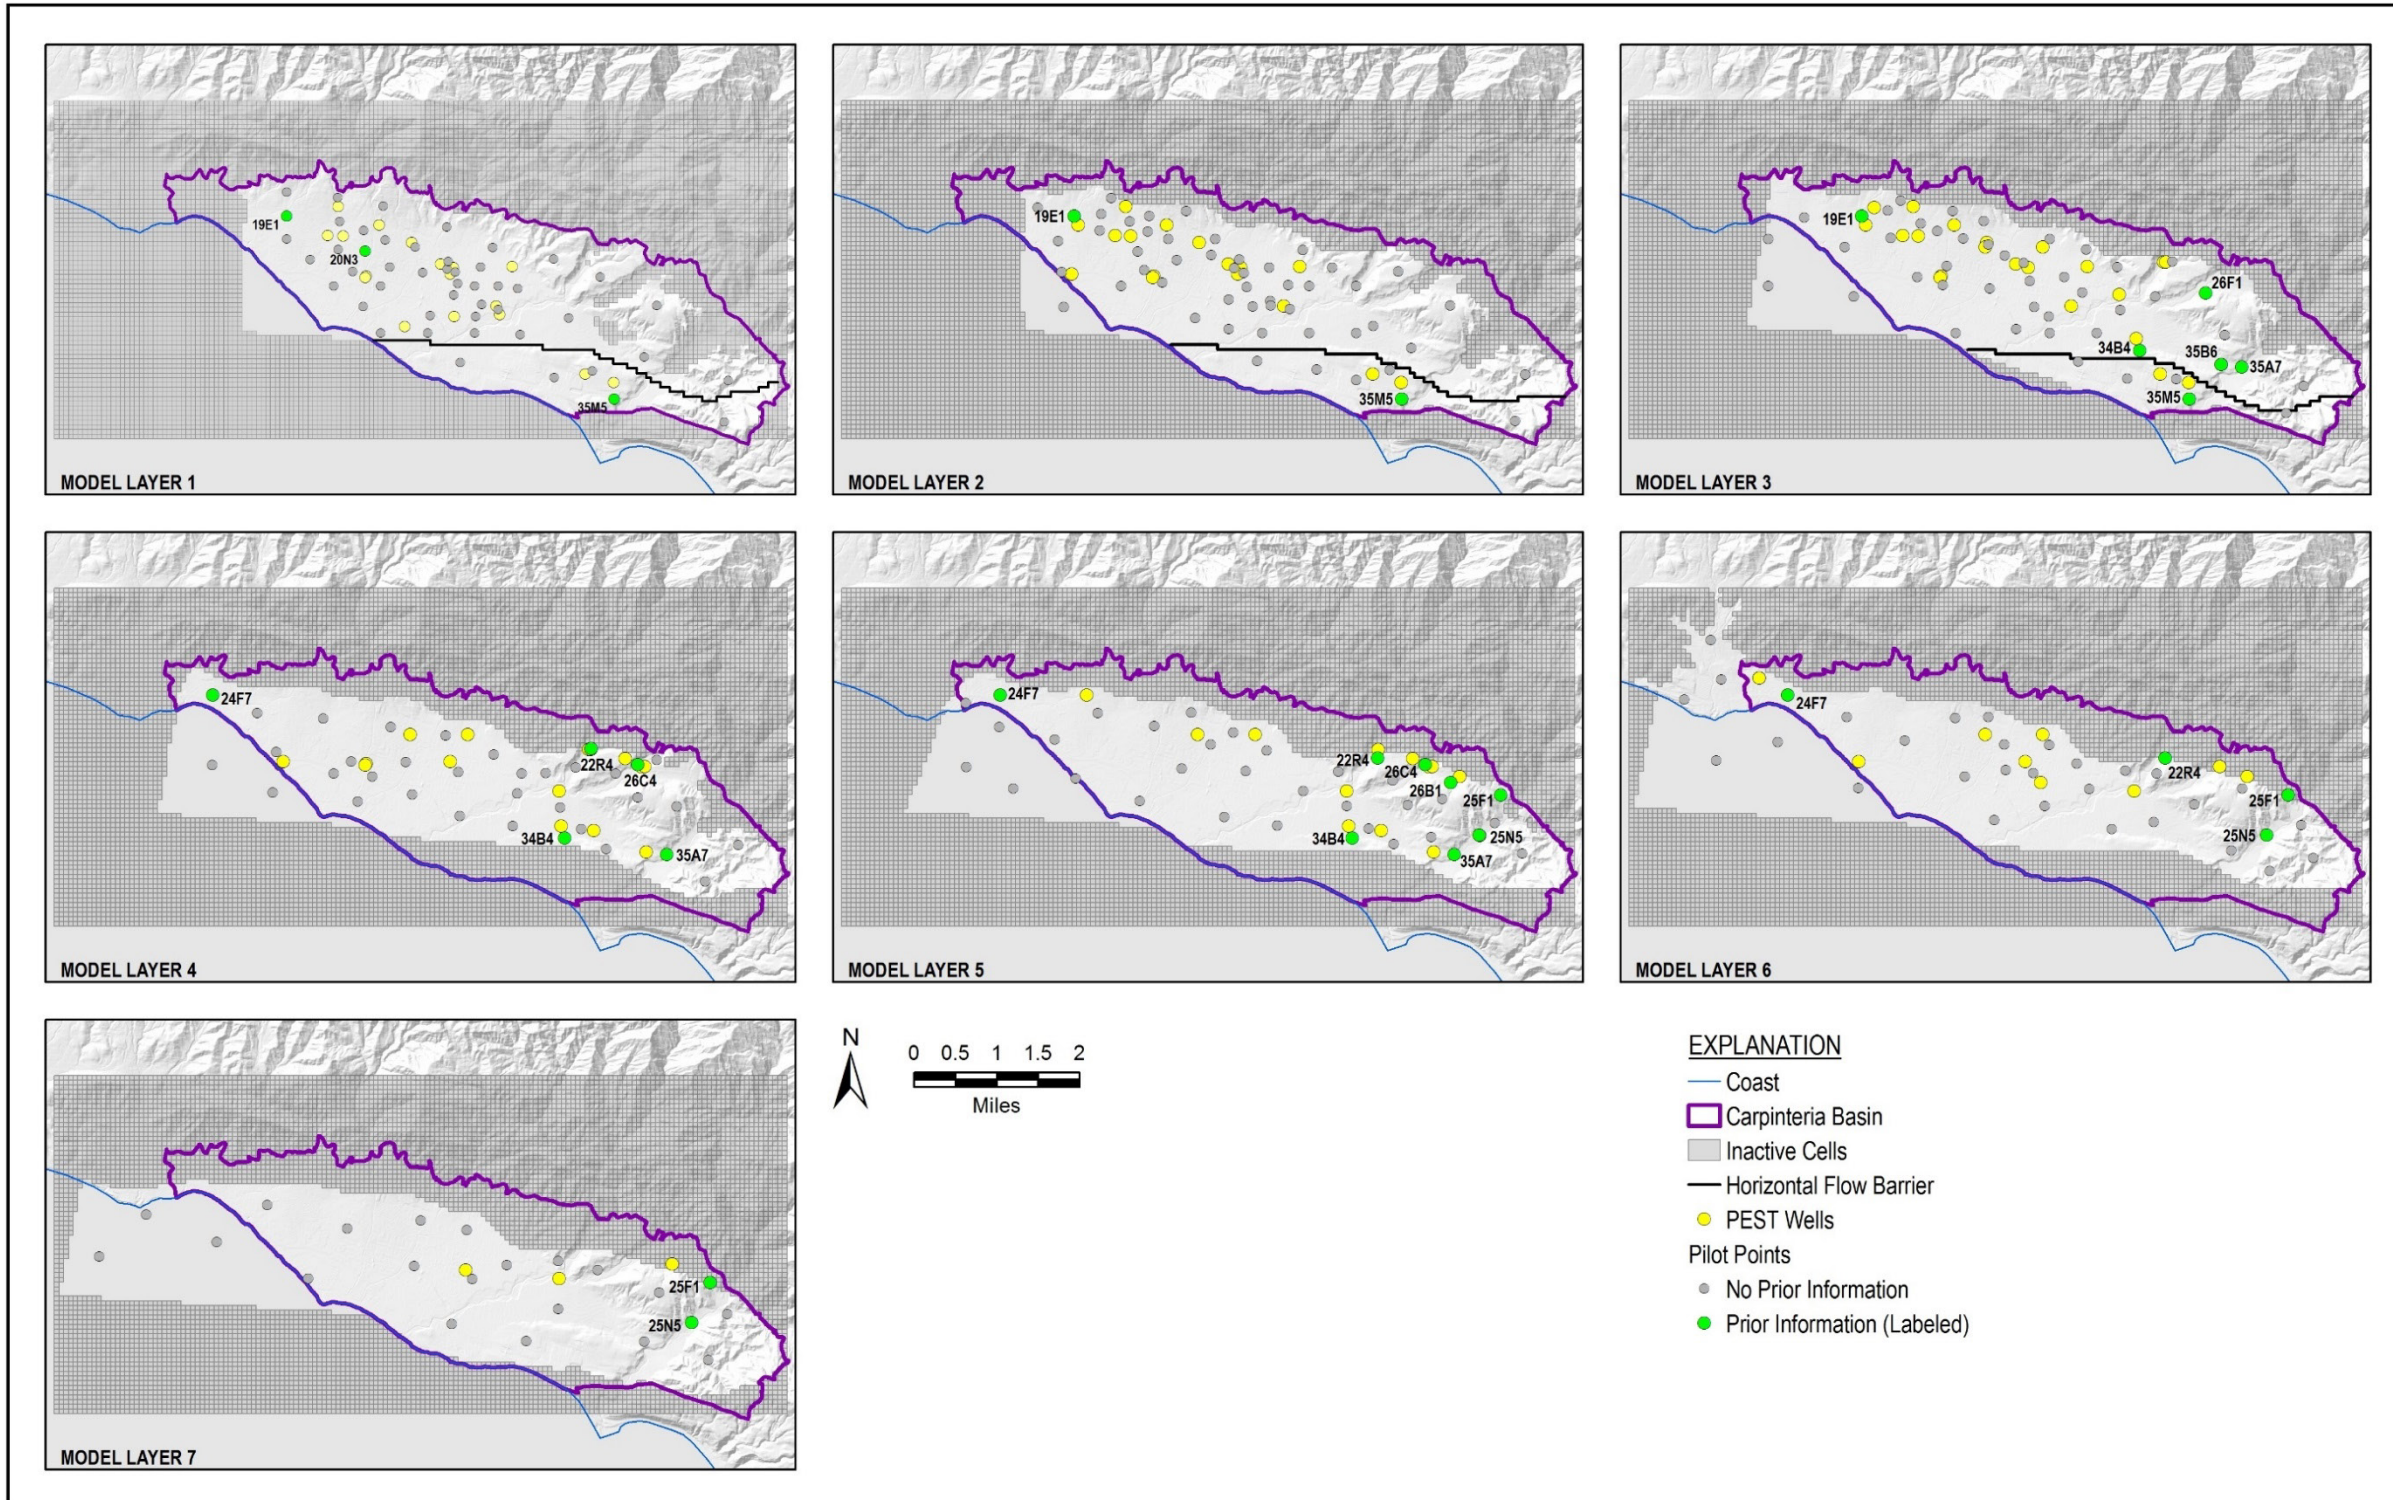 19E1
20N3
35M5
MODEL LAYER 1
19E1
35M5
MODEL LAYER 2
19E1
26F1
34B4
35B6
35A7
35M5
MODEL LAYER 3
24F7
22R4
26C4
34B4
35A7
MODEL LAYER 4
24F7
22R4
26C4
26B1
25F1
34B4
25N5
35A7
MODEL LAYER 5
24F7
22R4
25F1
25N5
MODEL LAYER 6
25F1
25N5
MODEL LAYER 7
N
0 0.5 1 1.5 2
Miles
EXPLANATION
Coast
Carpinteria Basin
Inactive Cells
Horizontal Flow Barrier
PEST Wells
Pilot Points
No Prior Information
Prior Information (Labeled)